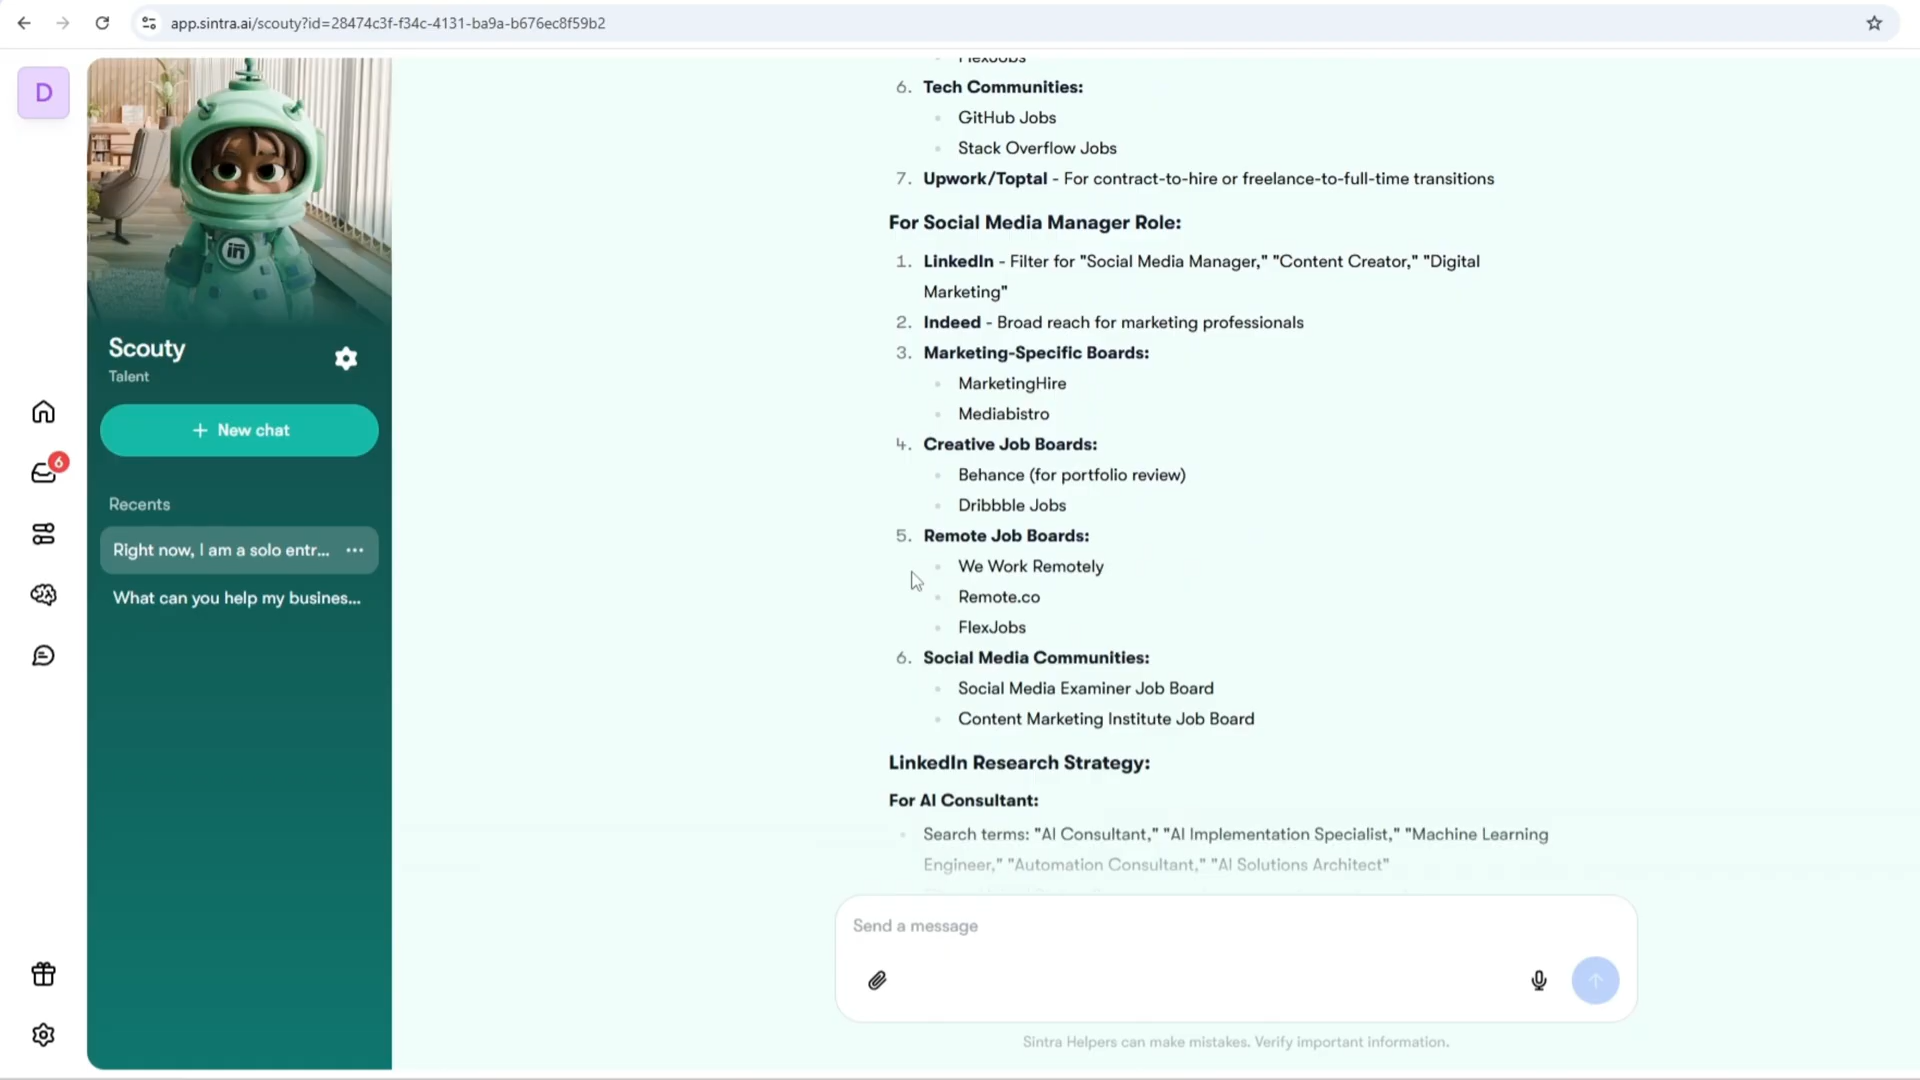 app.sintra.ai/scouty?id=28474c3f-f34c-4131-ba9a-b676ec8f59b2
D
in
Scouty
Talent
+ New chat
6
Recents
Right now, I am a solo entr... ...
What can you help my busines...
FlexJobs
6. Tech Communities:
GitHub Jobs
Stack Overflow Jobs
7. Upwork/Toptal - For contract-to-hire or freelance-to-full-time transitions
For Social Media Manager Role:
1. LinkedIn - Filter for "Social Media Manager," "Content Creator," "Digital
Marketing"
2. Indeed - Broad reach for marketing professionals
3. Marketing-Specific Boards:
MarketingHire
Mediabistro
4. Creative Job Boards:
Behance (for portfolio review)
Dribbble Jobs
5. Remote Job Boards:
We Work Remotely
Remote.co
FlexJobs
6. Social Media Communities:
Social Media Examiner Job Board
Content Marketing Institute Job Board
LinkedIn Research Strategy:
For AI Consultant:
Search terms: "AI Consultant," "AI Implementation Specialist," "Machine Learning
Engineer," "Automation Consultant," "AI Solutions Architect"
Send a message
Sintra Helpers can make mistakes. Verify important information.